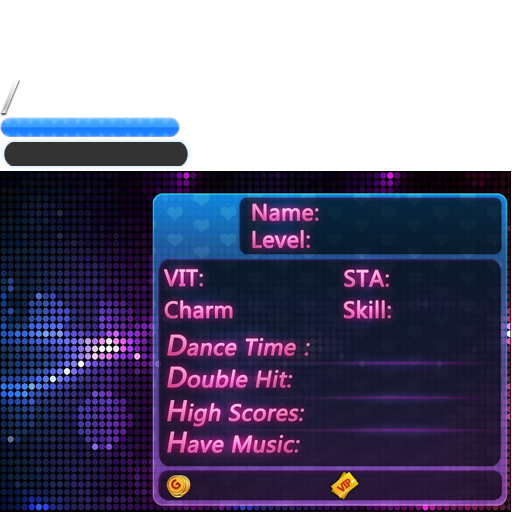 Name:
Level:
VIT: STA:
Charm Skill:
Dance Time :
Double Hit:
High Scores:
Have Music:
G VIP